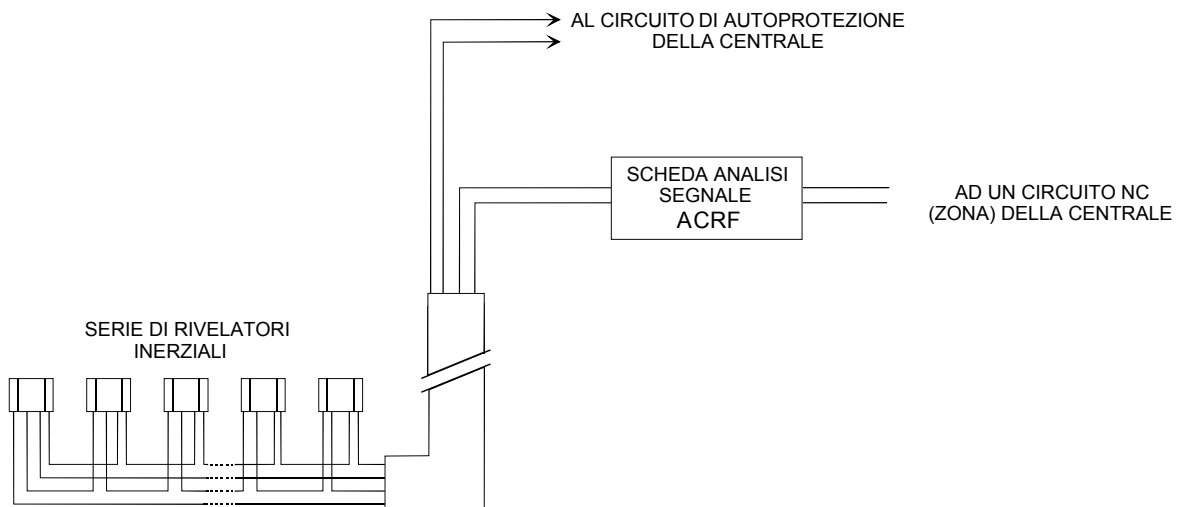 AL CIRCUITO DI AUTOPROTEZIONE
DELLA CENTRALE
SCHEDA ANALISI
SEGNALE
ACRF
AD UN CIRCUITO NC
(ZONA) DELLA CENTRALE
SERIE DI RIVELATORI
INERZIALI